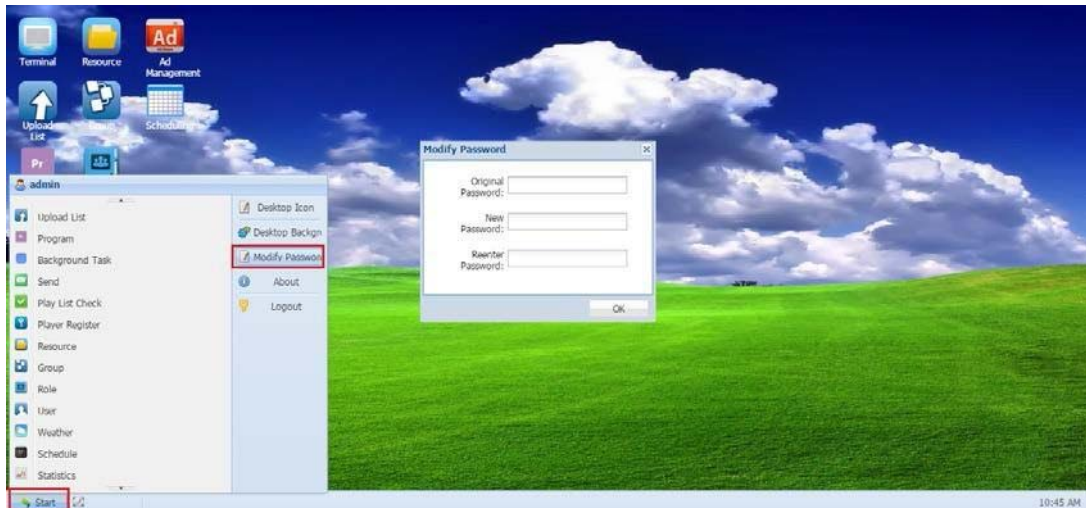 Ad
Terminal
Resource
Ad
Management
Upload
List
Scheduling
Pr
Modify Password
Original
Password:
New
Password:
Reenter
Password:
OK
admin
Upload List
Program
Background Task
Send
Play List Check
Player Register
Resource
Group
Role
User
Weather
Schedule
Statistics
Desktop Icon
Desktop Backgn
Modify Passwor
About
Logout
Start
10:45 AM